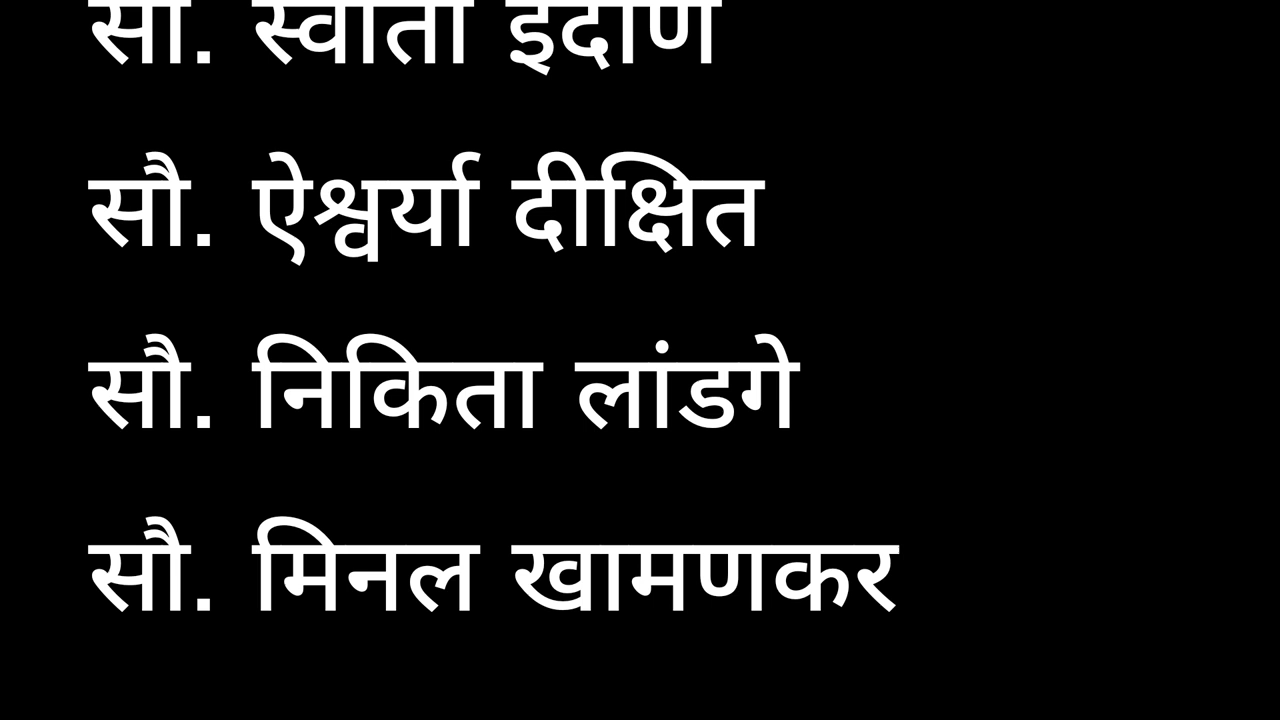 सौ. स्वाती
सौ. ऐश्वर्या दीक्षित
सौ. निकिता लांडगे
सौ. मिनल खामणकर